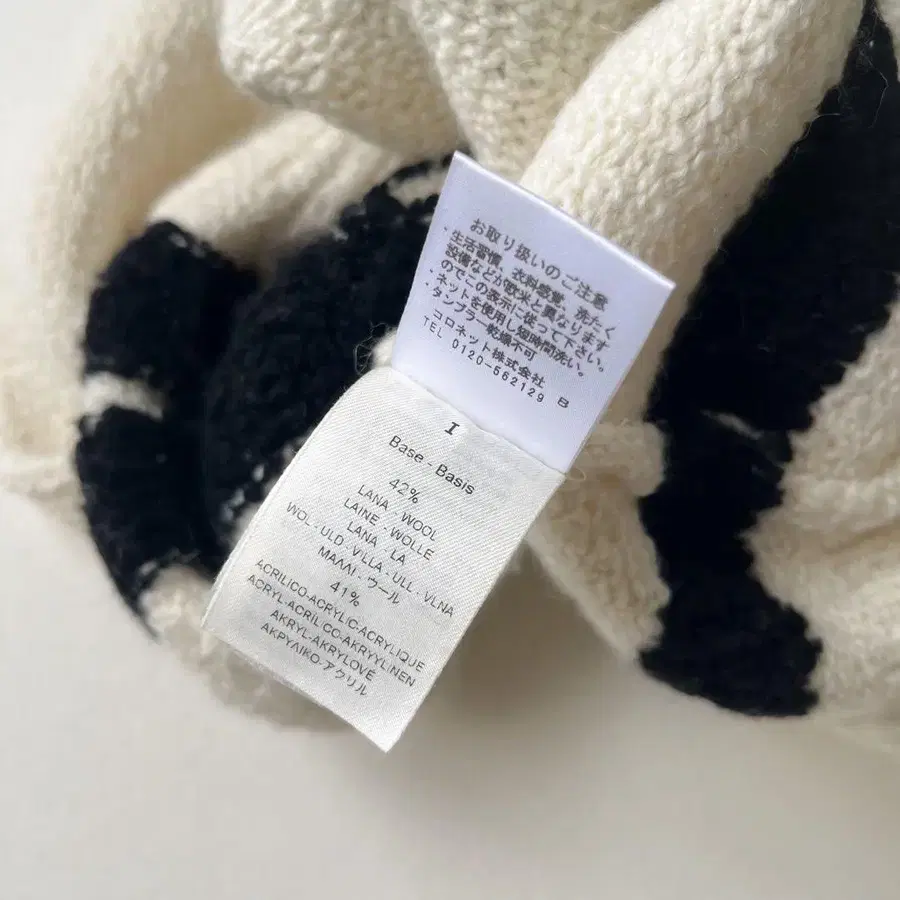 お取り扱いのご注意
・生活習慣、衣料感覚、洗たく
設備などが欧米と異なります
のでこの表示に従って下さい。
・ネットを使用し短時間洗い。
・タンブラー乾燥不可
コロネット株式会社
TEL 0120-562129 B
I
Base - Basis
42%
LANA - WOOL
LAINE - WOLLE
LANA - LA
WOL - ULD - VILLA - ULL - VLNA
ΜΑΛΛΙ - ウール
41%
ACRILICO-ACRYLIC-ACRYLIQUE
ACRYL-ACRILICO-AKRYYLINEN
AKRYL-AKRYLOVÉ
ΑΚΡΥΛΙΚΟ-アクリル